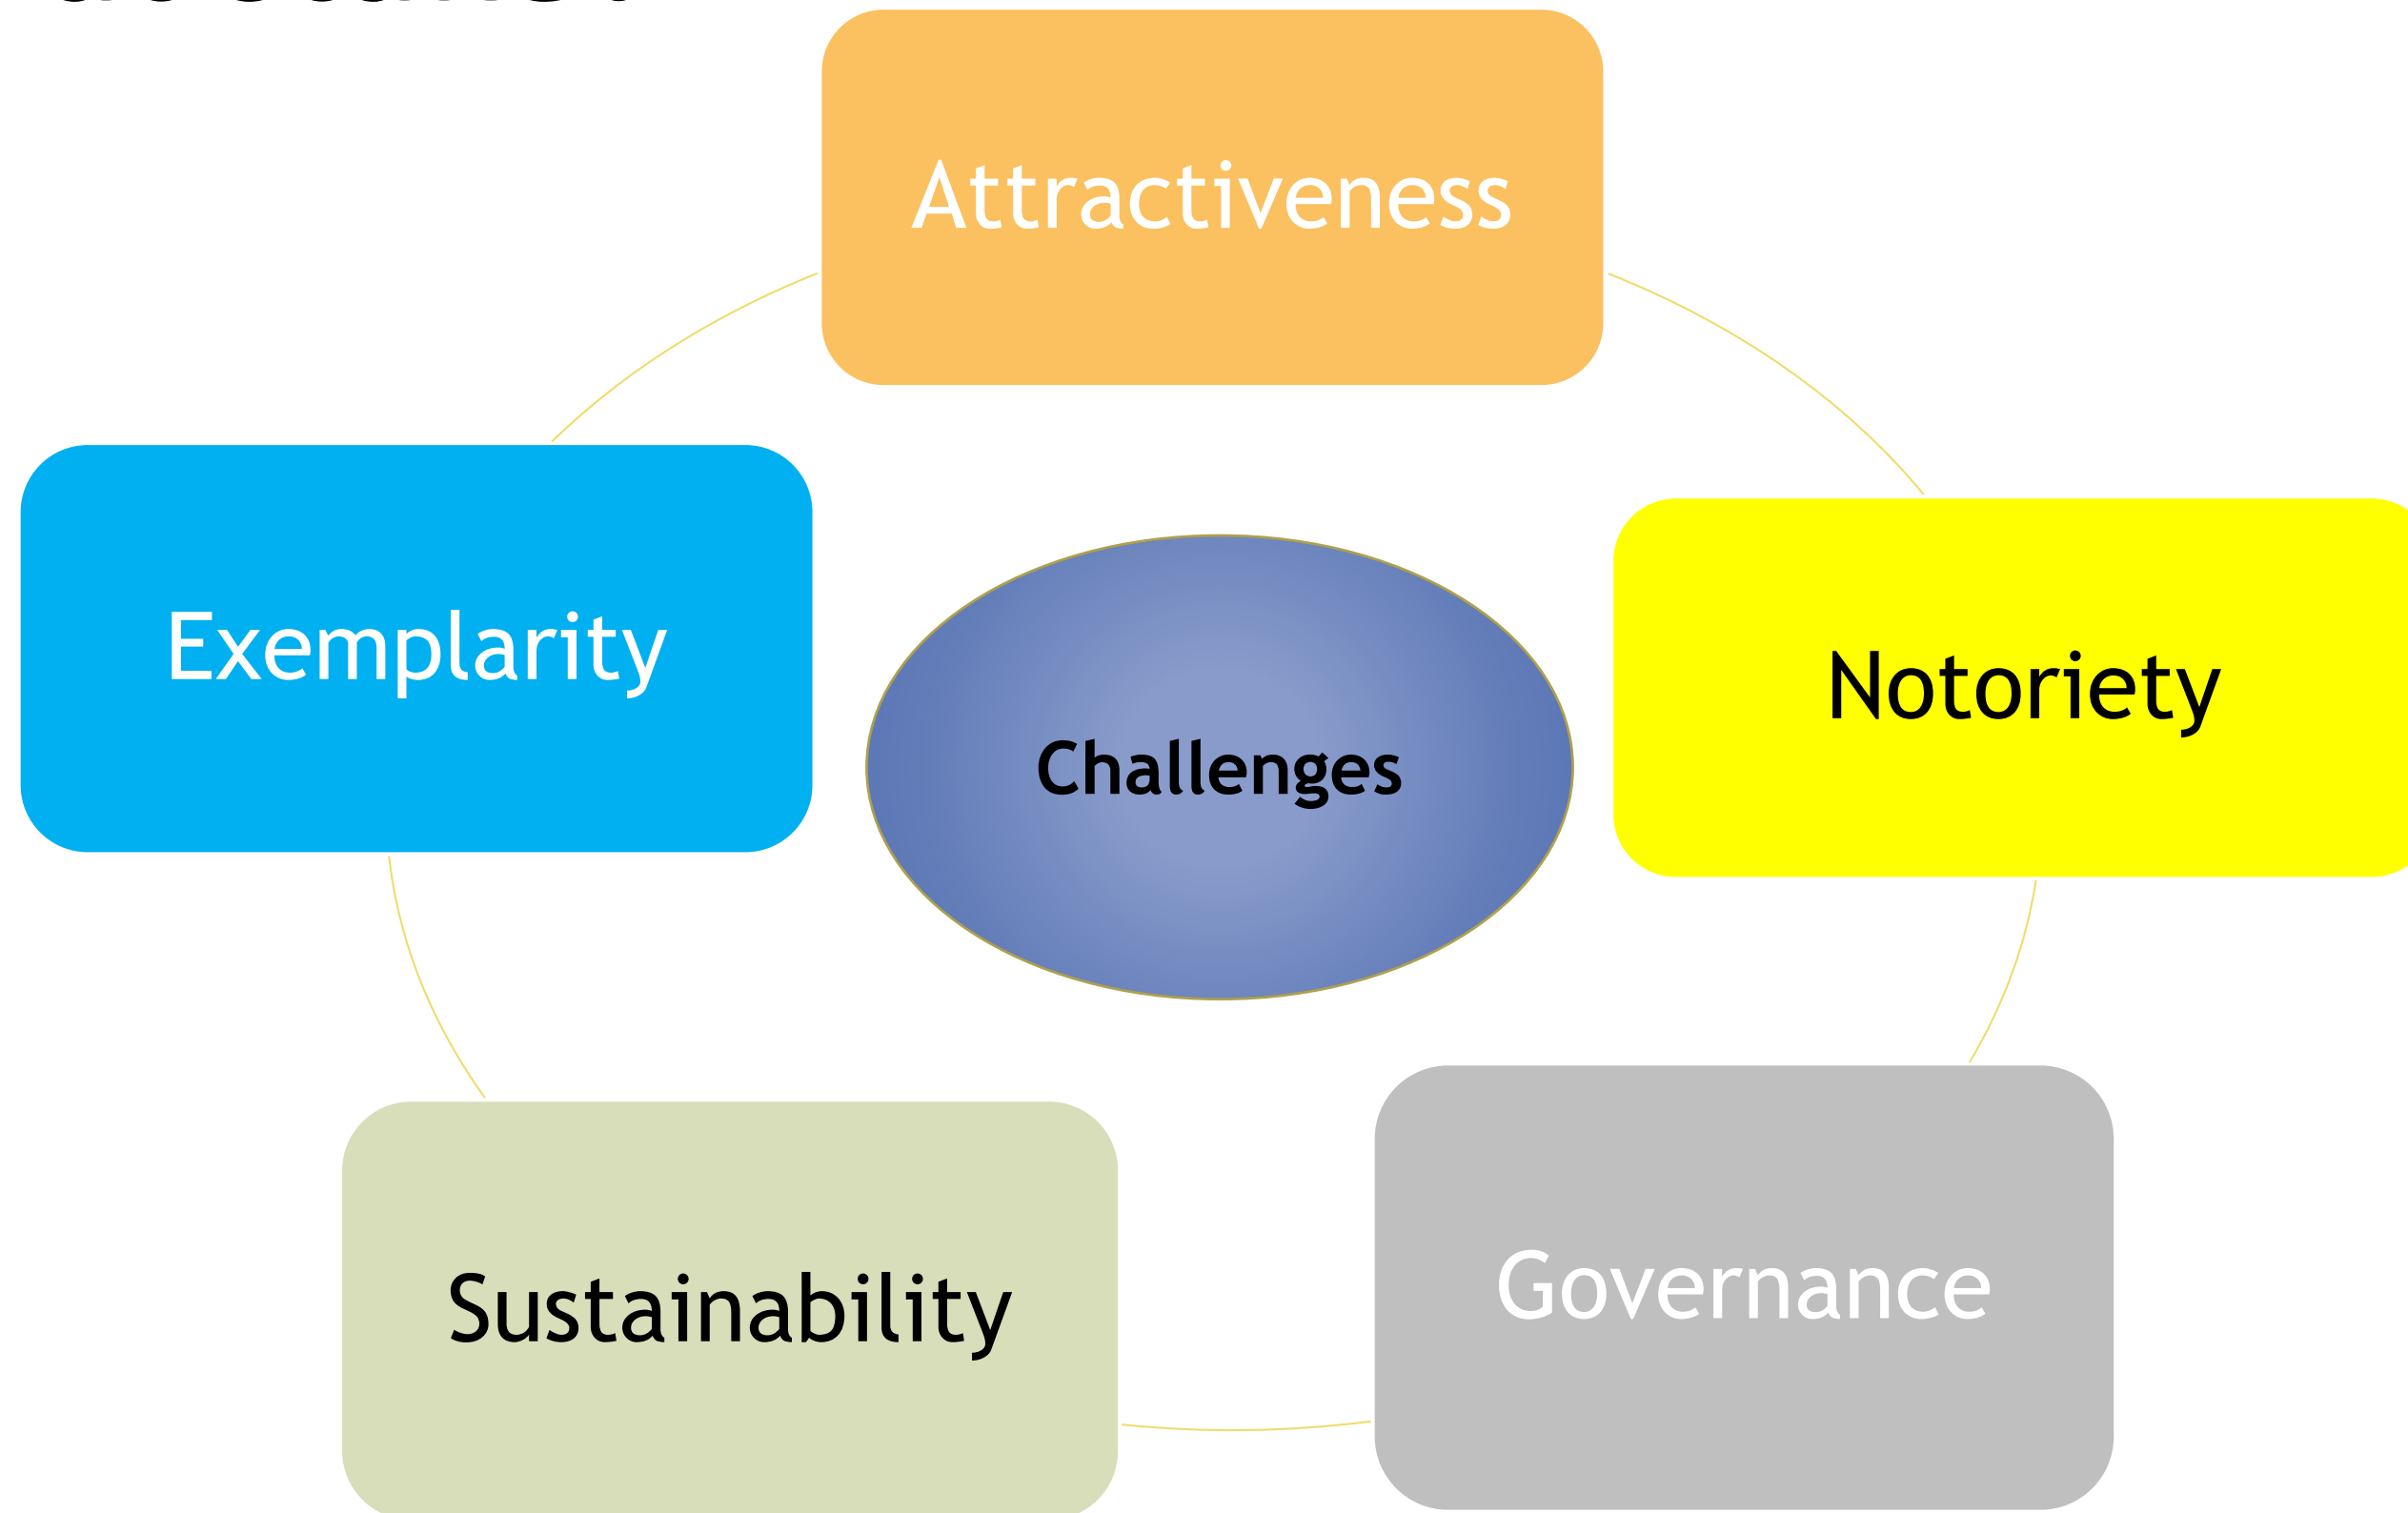 Attractiveness
Exemplarity
Notoriety
Challenges
Sustainability
Governance